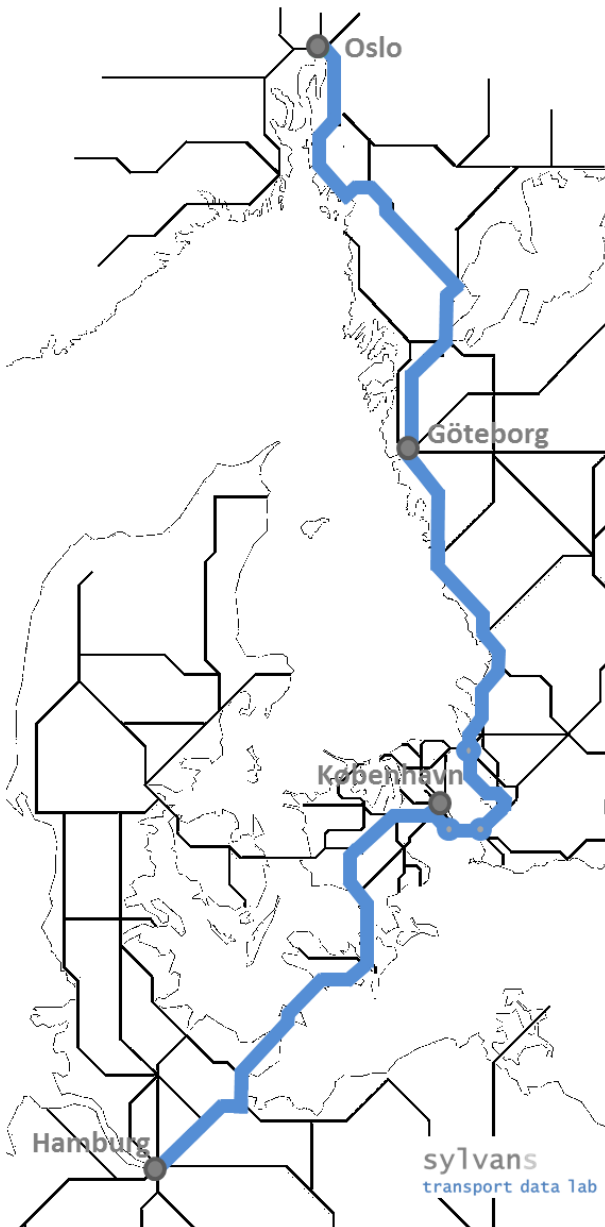 Oslo
Göteborg
København
Hamburg
sylvans
transport data lab